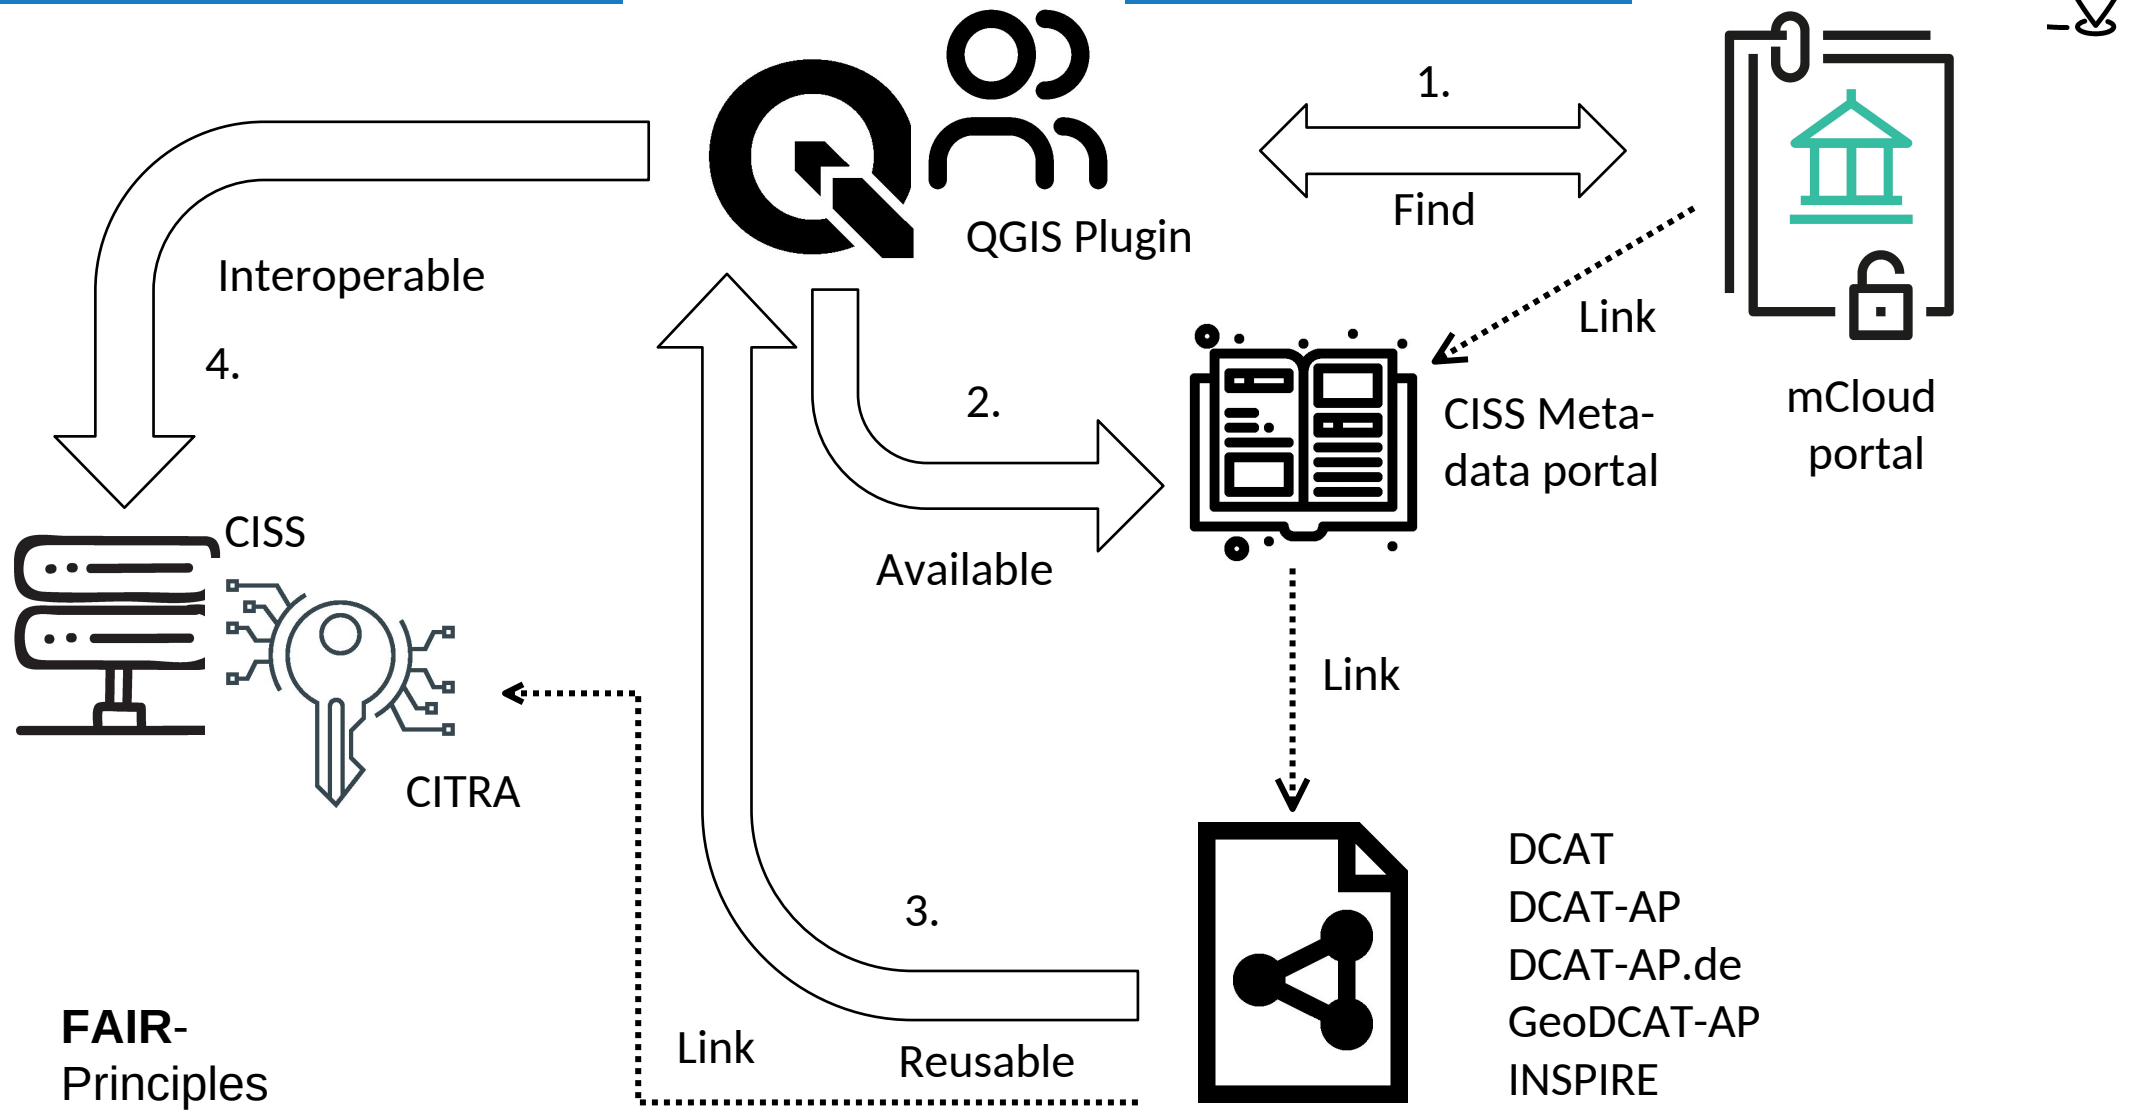 1.
Find
QGIS Plugin
Interoperable
4.
Link
2.
mCloud
portal
CISS Meta-
data portal
CISS
Available
Link
CITRA
3.
DCAT
DCAT-AP
DCAT-AP.de
GeoDCAT-AP
INSPIRE
Link
Reusable
FAIR-
Principles